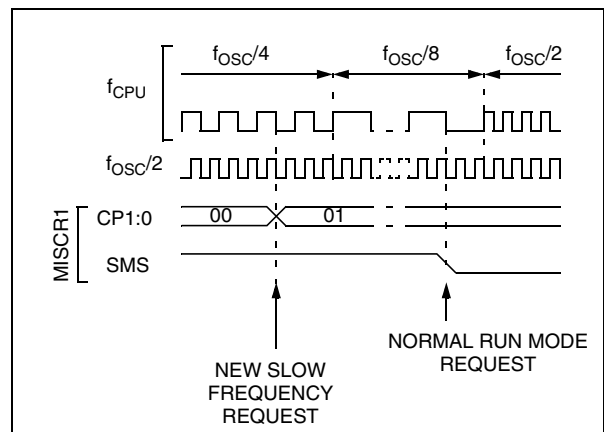 fOSC/4 fOSC/8 fOSC/2
fCPU
fOSC/2
MISCR1
CP1:0 00 01
SMS
NEW SLOW
FREQUENCY
REQUEST
NORMAL RUN MODE
REQUEST